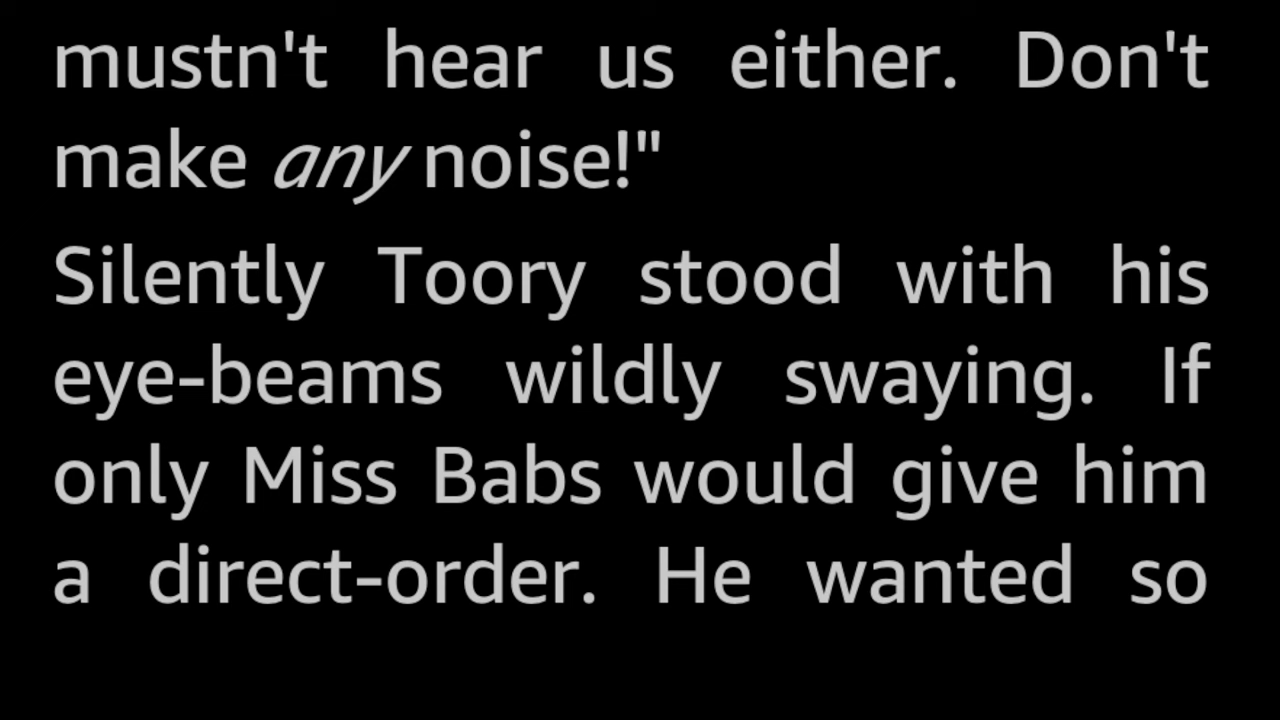 mustn't hear us either. Don't
make any noise!"
Silently Toory stood with his
eye-beams wildly swaying. If
only Miss Babs would give him
a direct-order. He wanted so